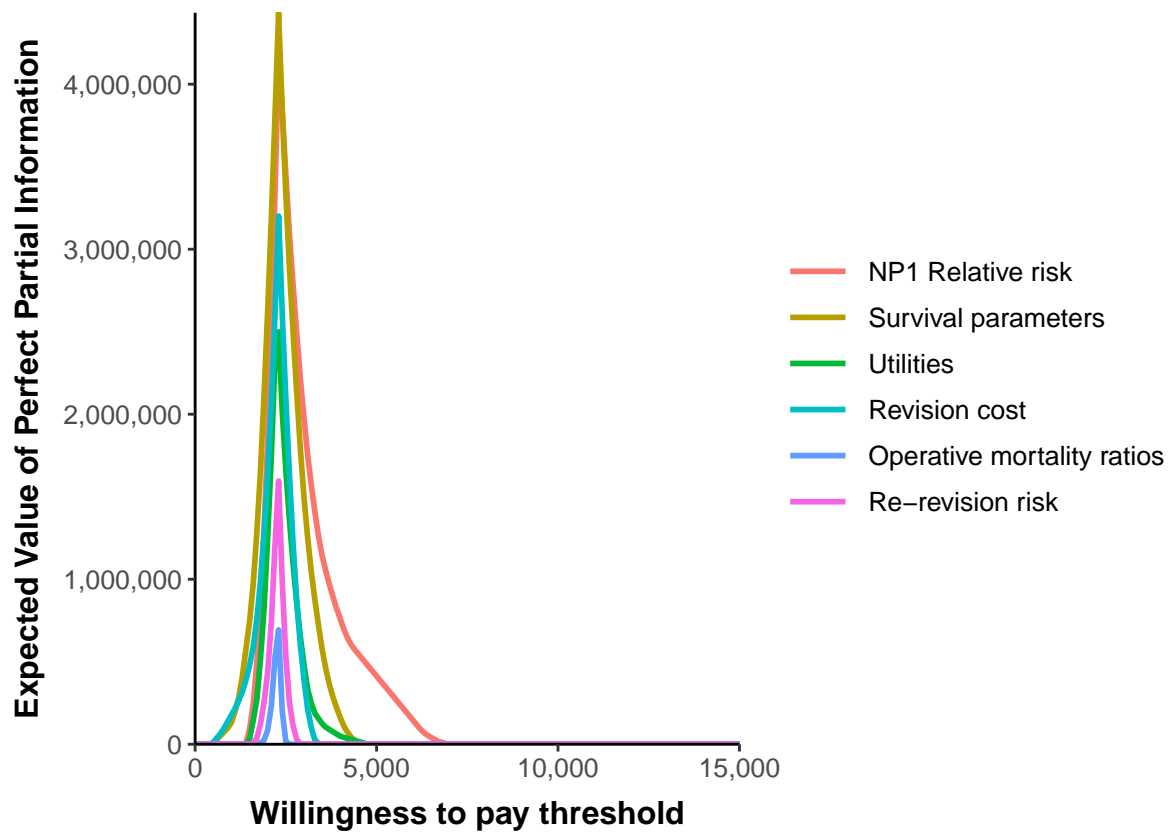 Expected Value of Perfect Partial Information
4,000,000
3,000,000
2,000,000
1,000,000
0
0
5,000
10,000
15,000
Willingness to pay threshold
NP1 Relative risk
Survival parameters
Utilities
Revision cost
Operative mortality ratios
Re−revision risk